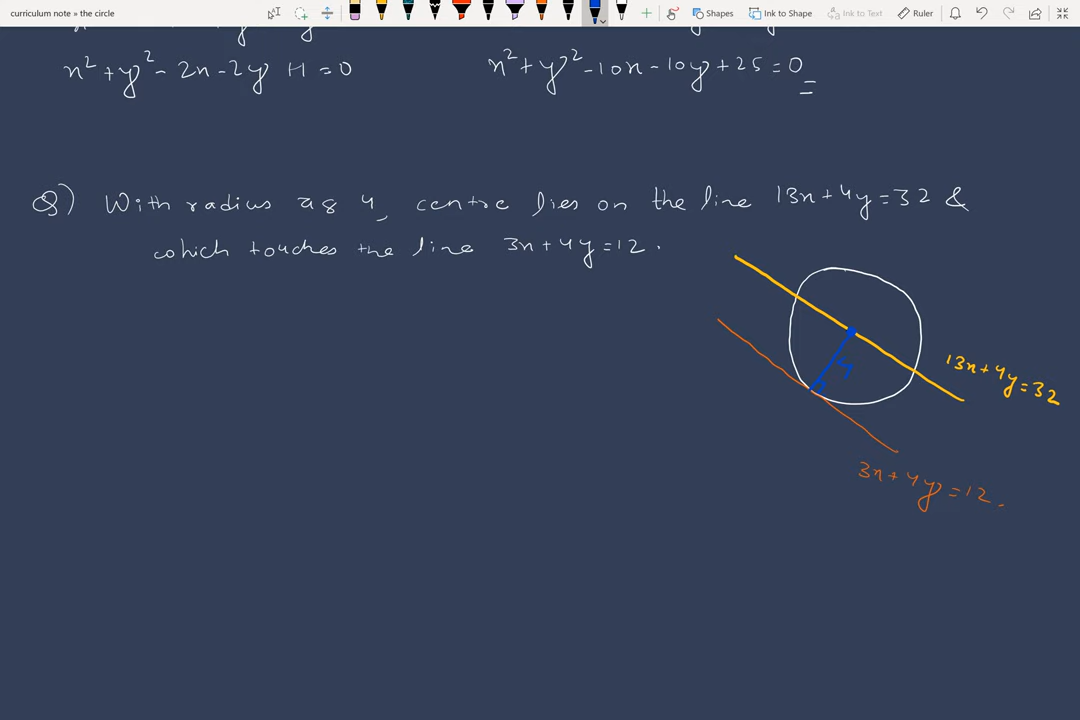 curriculum note » the circle
Shapes
Ink to Shape
Ink to Text
Ruler
x² + y² - 2x - 2y + 1 = 0
x² + y² - 10x - 10y + 25 = 0
Q) With radius as 4, centre lies on the line 13x + 4y = 32 &
which touches the line 3x + 4y = 12.
4
13x + 4y = 32
3x + 4y = 12.